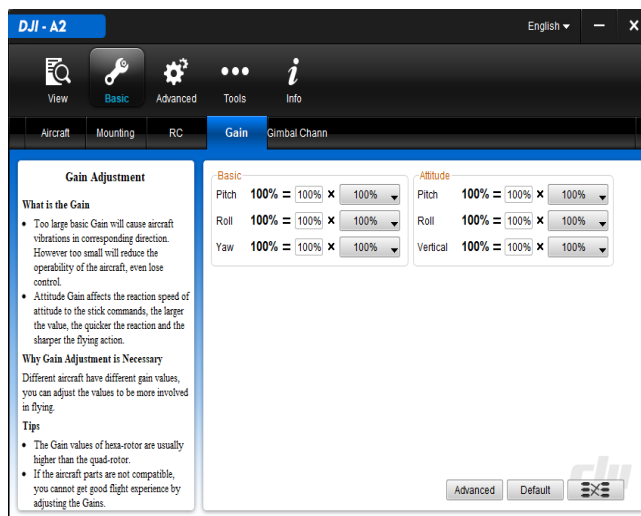 DJI - A2
English
View
Basic
Advanced
Tools
Info
Aircraft
Mounting
RC
Gain
Gimbal Chann
Gain Adjustment
What is the Gain
• Too large basic Gain will cause aircraft
vibrations in corresponding direction.
However too small will reduce the
operability of the aircraft, even lose
control.
• Attitude Gain affects the reaction speed of
attitude to the stick commands, the larger
the value, the quicker the reaction and the
sharper the flying action.
Why Gain Adjustment is Necessary
Different aircraft have different gain values,
you can adjust the values to be more involved
in flying.
Tips
• The Gain values of hexa-rotor are usually
higher than the quad-rotor.
• If the aircraft parts are not compatible,
you cannot get good flight experience by
adjusting the Gains.
Basic
Pitch 100% = 100% × 100%
Roll 100% = 100% × 100%
Yaw 100% = 100% × 100%
Attitude
Pitch 100% = 100% × 100%
Roll 100% = 100% × 100%
Vertical 100% = 100% × 100%
dji
Advanced
Default